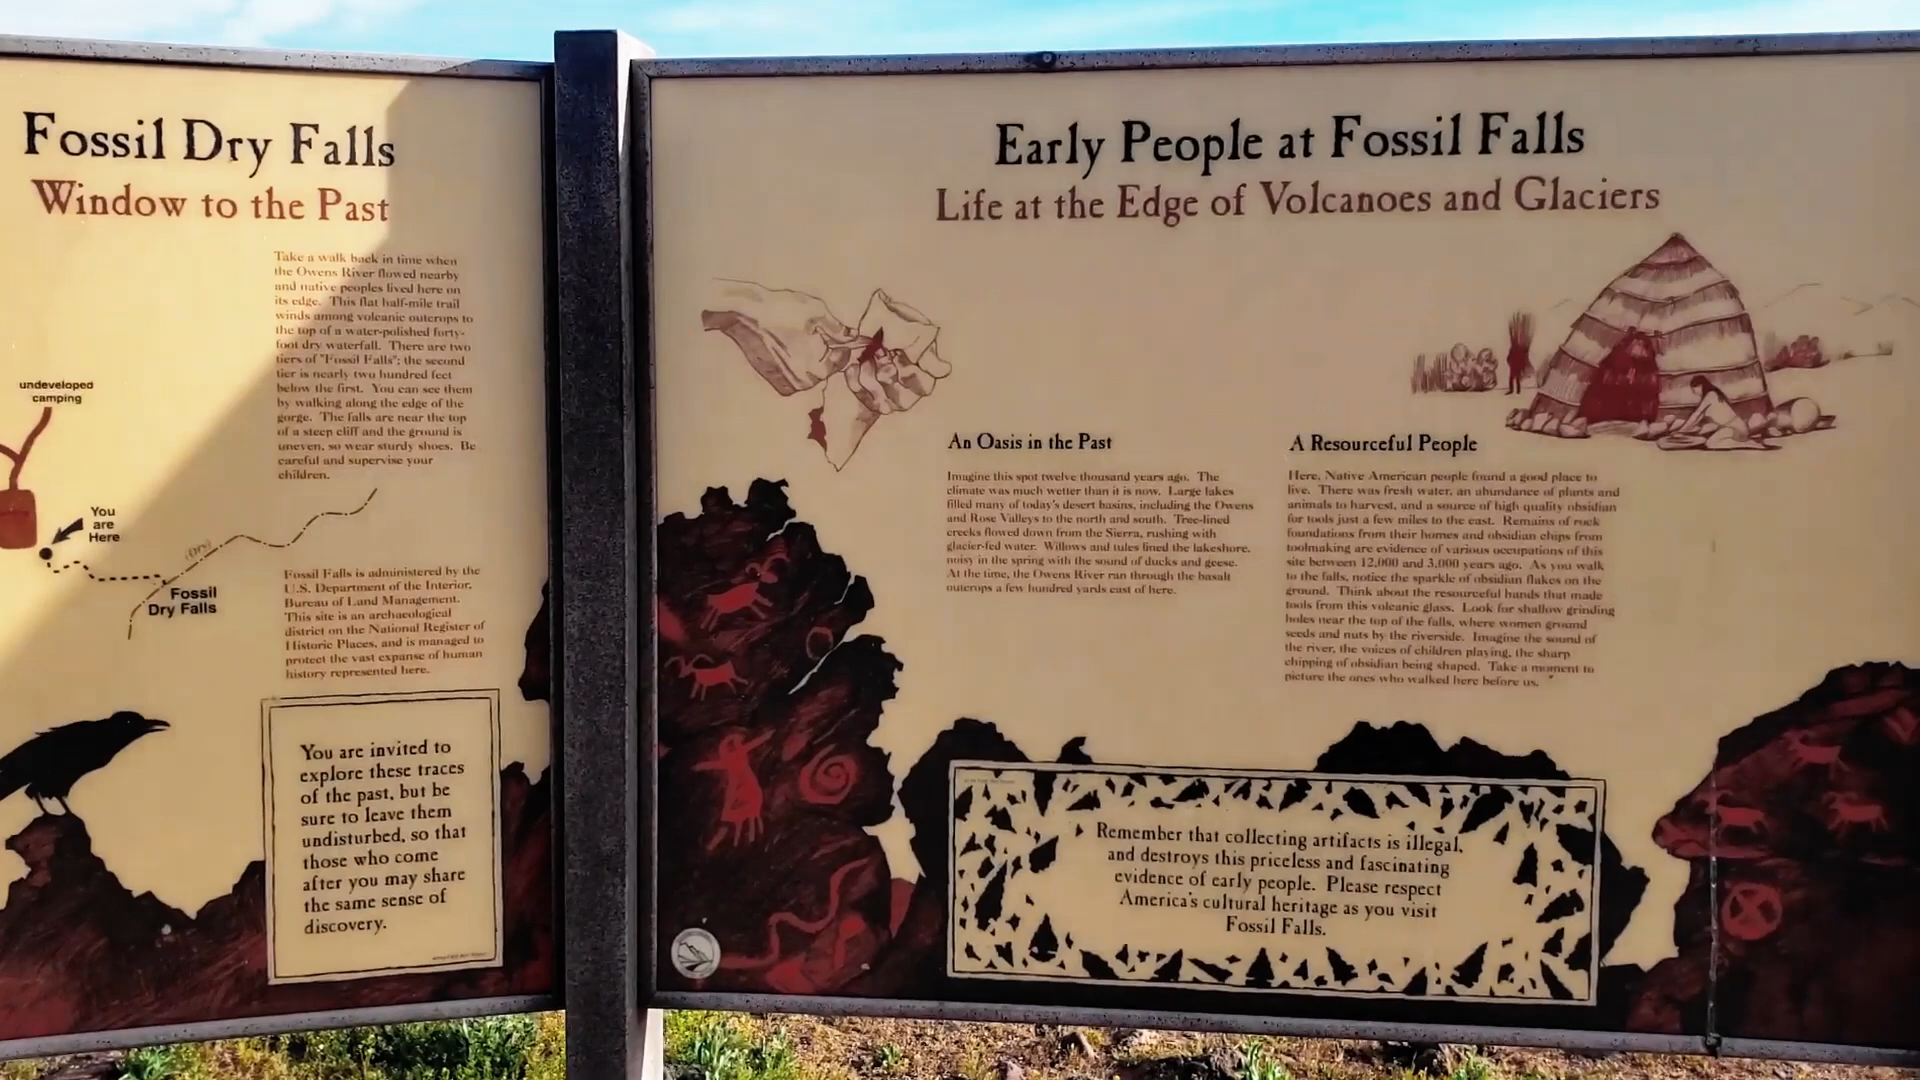 Fossil Dry Falls
Window to the Past
Take a walk back in time when
the Owens River flowed nearby
and native peoples lived here on
its edge. This flat half-mile trail
winds among volcanic outcrops to
the top of a water-polished forty-
foot dry waterfall. There are two
tiers of "Fossil Falls"; the second
tier is nearly two hundred feet
below the first. You can see them
by walking along the edge of the
gorge. The falls are near the top
of a steep cliff and the ground is
uneven, so wear sturdy shoes. Be
careful and supervise your
children.
undeveloped
camping
You
are
Here
(Dry)
Fossil
Dry Falls
Fossil Falls is administered by the
U.S. Department of the Interior,
Bureau of Land Management.
This site is an archaeological
district on the National Register of
Historic Places, and is managed to
protect the vast expanse of human
history represented here.
You are invited to
explore these traces
of the past, but be
sure to leave them
undisturbed, so that
those who come
after you may share
the same sense of
discovery.
Early People at Fossil Falls
Life at the Edge of Volcanoes and Glaciers
An Oasis in the Past
Imagine this spot twelve thousand years ago. The
climate was much wetter than it is now. Large lakes
filled many of today's desert basins, including the Owens
and Rose Valleys to the north and south. Tree-lined
creeks flowed down from the Sierra, rushing with
glacier-fed water. Willows and tules lined the lakeshore,
noisy in the spring with the sound of ducks and geese.
At the time, the Owens River ran through the basalt
outcrops a few hundred yards east of here.
A Resourceful People
Here, Native American people found a good place to
live. There was fresh water, an abundance of plants and
animals to harvest, and a source of high quality obsidian
for tools just a few miles to the east. Remains of rock
foundations from their homes and obsidian chips from
toolmaking are evidence of various occupations of this
site between 12,000 and 3,000 years ago. As you walk
to the falls, notice the sparkle of obsidian flakes on the
ground. Think about the resourceful hands that made
tools from this volcanic glass. Look for shallow grinding
holes near the top of the falls, where women ground
seeds and nuts by the riverside. Imagine the sound of
the river, the voices of children playing, the sharp
chipping of obsidian being shaped. Take a moment to
picture the ones who walked here before us.
Remember that collecting artifacts is illegal,
and destroys this priceless and fascinating
evidence of early people. Please respect
America's cultural heritage as you visit
Fossil Falls.